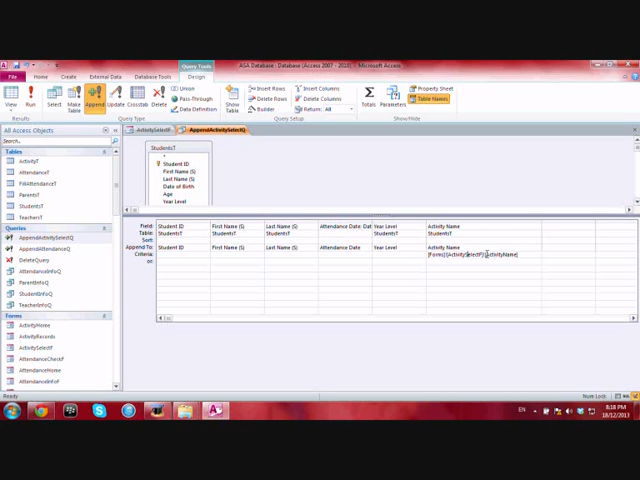 Query Tools
ASA Database : Database (Access 2007 - 2010) - Microsoft Access
File Home Create External Data Database Tools Design
View Run Select Make Table Append Update Crosstab Delete
Union
Pass-Through
Data Definition
Show Table
Insert Rows
Delete Rows
Builder
Insert Columns
Delete Columns
Return: All
Totals Parameters
Property Sheet
Table Names
Results Query Type Query Setup Show/Hide
All Access Objects
Search...
Tables
ActivityT
AttendanceT
FillAttendanceT
ParentsT
StudentsT
TeachersT
Queries
AppendActivitySelectQ
AppendAttendanceQ
DeleteQuery
AttendanceInfoQ
ParentInfoQ
StudentInfoQ
TeacherInfoQ
Forms
ActivityHome
ActivityRecords
ActivitySelectF
AttendanceCheckF
AttendanceHome
AttendanceInfoF
ActivitySelectF AppendActivitySelectQ
StudentsT
*
Student ID
First Name (S)
Last Name (S)
Date of Birth
Age
Year Level
Field: Student ID First Name (S) Last Name (S) Attendance Date: Dat Year Level Activity Name
Table: StudentsT StudentsT StudentsT StudentsT StudentsT
Sort:
Append To: Student ID First Name (S) Last Name (S) Attendance Date Year Level Activity Name
Criteria: [Forms]![ActivitySelectF]![ActivityName]
or:
Ready
Num Lock
EN
8:18 PM
18/12/2013